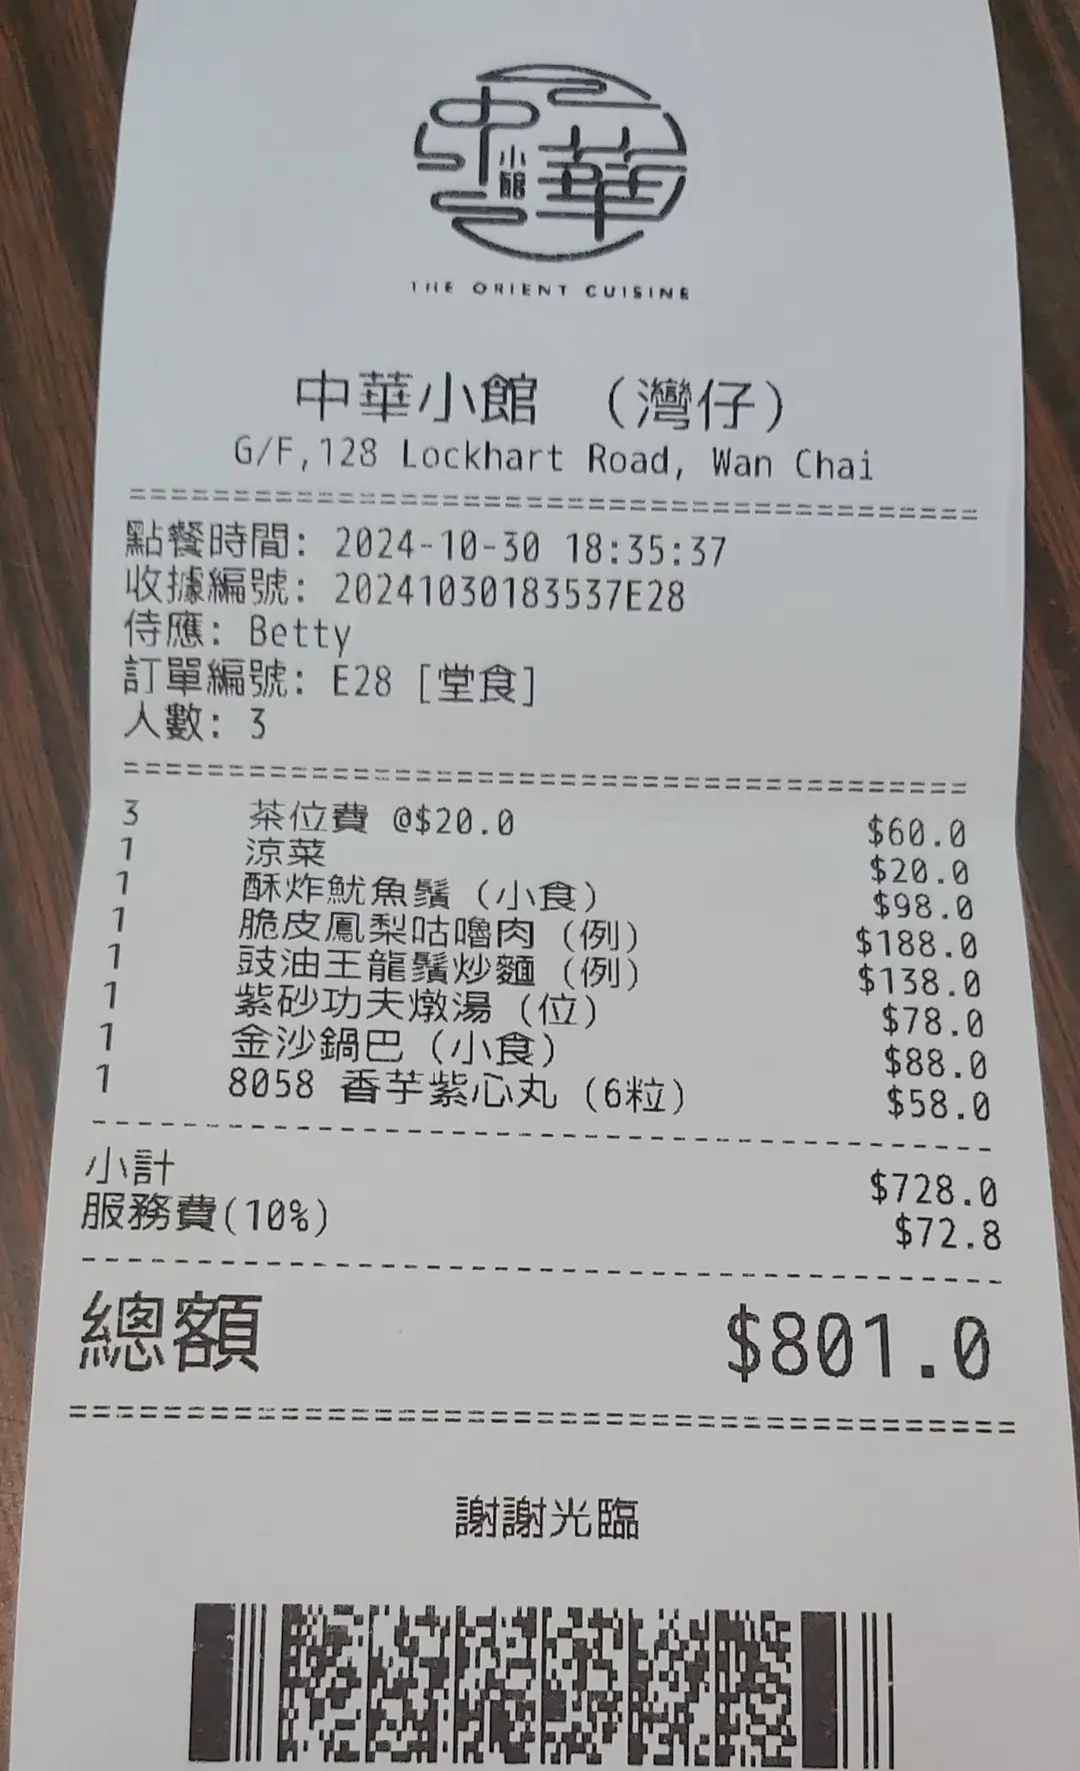 中華
小館
THE ORIENT CUISINE
中華小館 (灣仔)
G/F,128 Lockhart Road, Wan Chai
點餐時間: 2024-10-30 18:35:37
收據編號: 20241030183537E28
侍應: Betty
訂單編號: E28 [堂食]
人數: 3
3 茶位費 @$20.0 $60.0
1 涼菜 $20.0
1 酥炸魷魚鬚 (小食) $98.0
1 脆皮鳳梨咕嚕肉 (例) $188.0
1 豉油王龍鬚炒麵 (例) $138.0
1 紫砂功夫燉湯 (位) $78.0
1 金沙鍋巴 (小食) $88.0
1 8058 香芋紫心丸 (6粒) $58.0
小計 $728.0
服務費(10%) $72.8
總額 $801.0
謝謝光臨